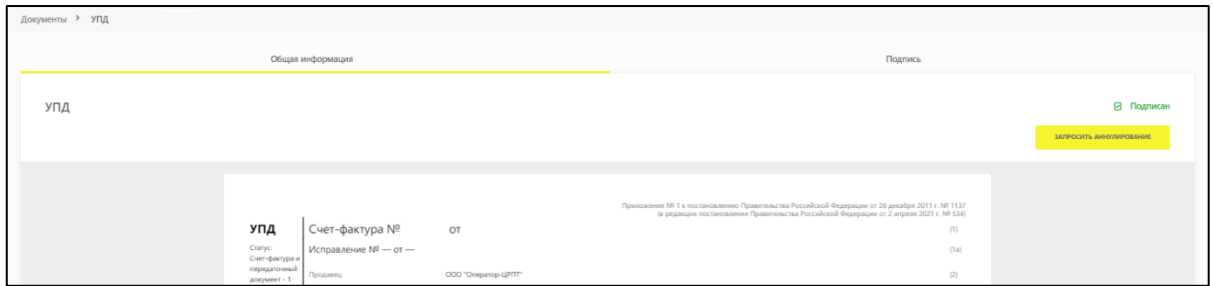 Документы > УПД
Общая информация
Подпись
УПД
Подписан
ЗАПРОСИТЬ АННУЛИРОВАНИЕ
Приложение № 1 к постановлению Правительства Российской Федерации от 26 декабря 2011 г. № 1137
(в редакции постановления Правительства Российской Федерации от 2 апреля 2021 г. № 534)
УПД
Счет-фактура № от (1)
Исправление № — от — (1а)
Статус:
Счет-фактура и
передаточный
документ - 1
Продавец ООО "Оператор-ЦРПТ" (2)